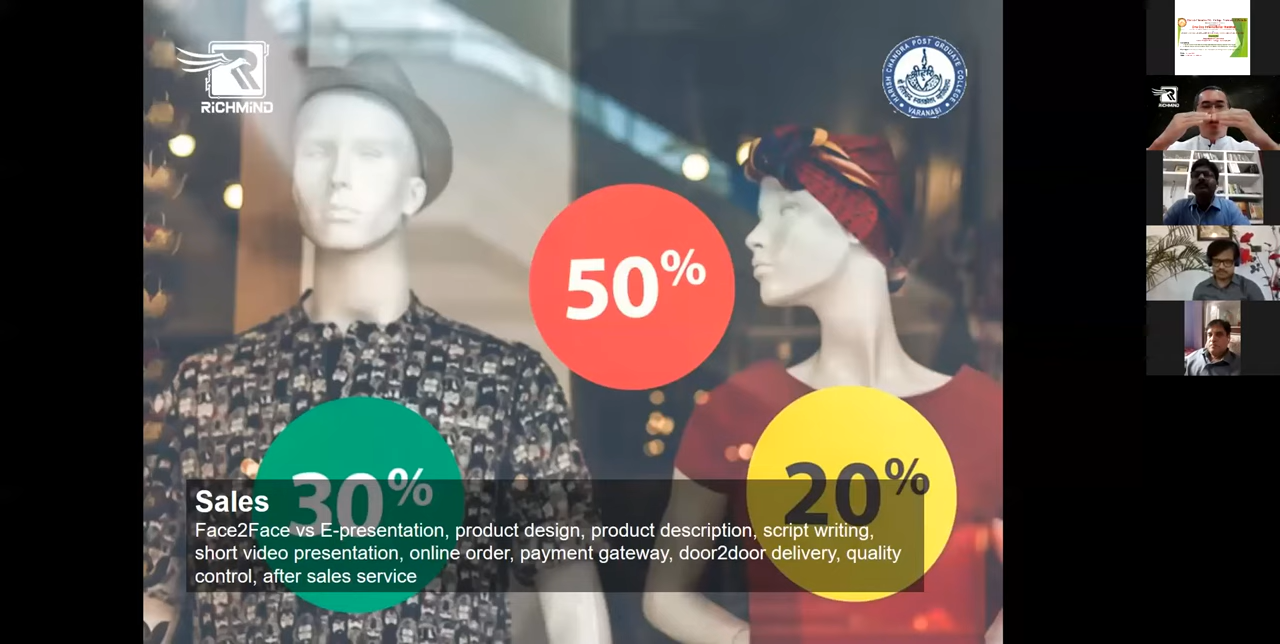 RiCHMiND
HARISH CHANDRA POST GRDUATE COLLEGE
VARANASI
50%
30%
20%
Sales
Face2Face vs E-presentation, product design, product description, script writing,
short video presentation, online order, payment gateway, door2door delivery, quality
control, after sales service
RiCHMiND